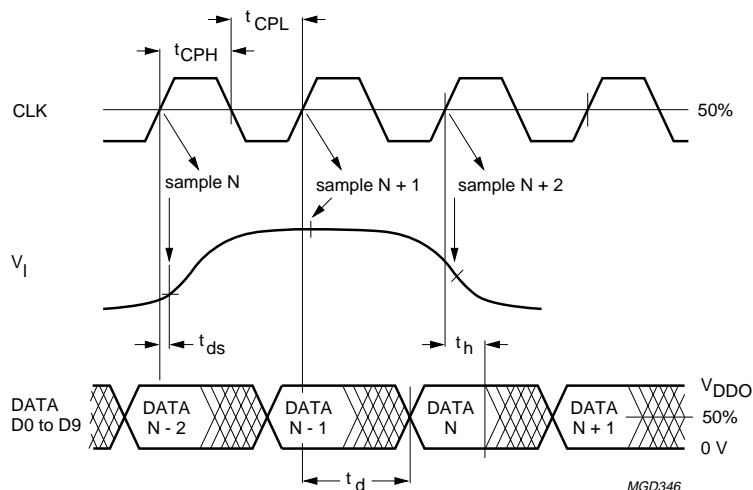 t CPL
t CPH
CLK
50%
sample N
sample N + 1
sample N + 2
V I
t ds
t h
DATA
D0 to D9
DATA
N - 2
DATA
N - 1
DATA
N
DATA
N + 1
V DDO
50%
0 V
t d
MGD346